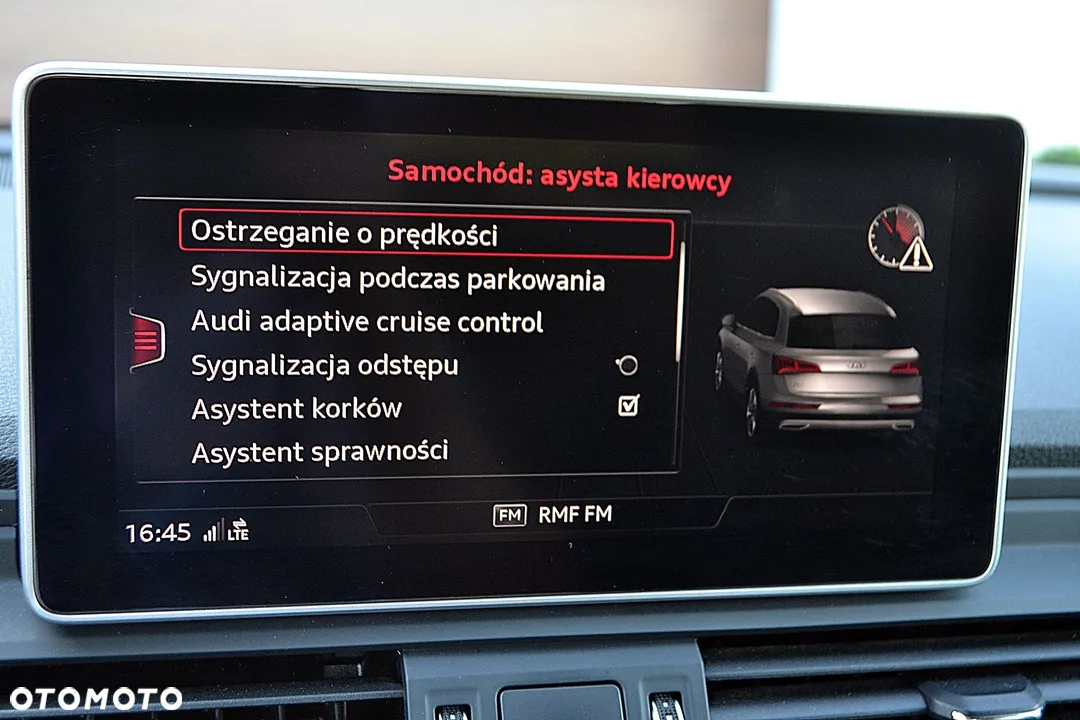 Samochód: asysta kierowcy
Ostrzeganie o prędkości
Sygnalizacja podczas parkowania
Audi adaptive cruise control
Sygnalizacja odstępu
Asystent korków
Asystent sprawności
16:45 LTE
FM RMF FM
OTOMOTO